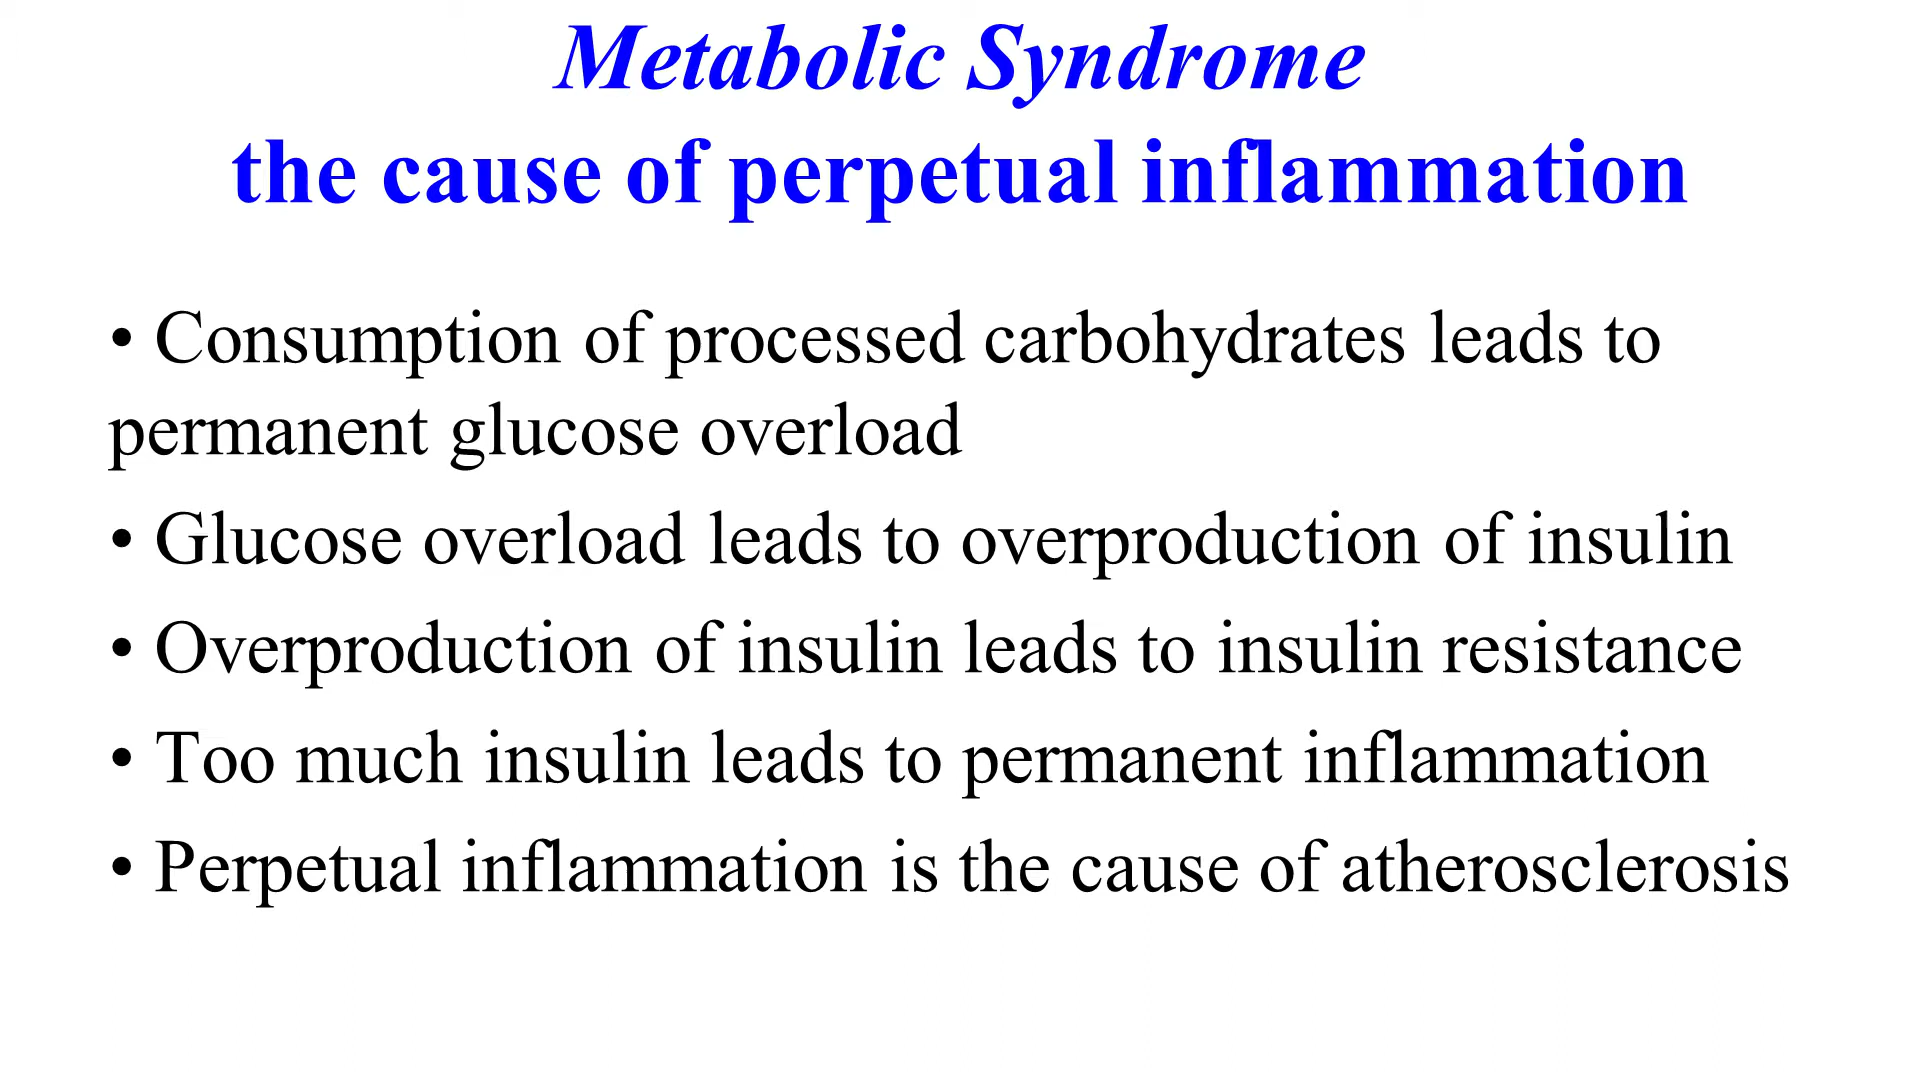 Metabolic Syndrome
the cause of perpetual inflammation
• Consumption of processed carbohydrates leads to
permanent glucose overload
• Glucose overload leads to overproduction of insulin
• Overproduction of insulin leads to insulin resistance
• Too much insulin leads to permanent inflammation
• Perpetual inflammation is the cause of atherosclerosis